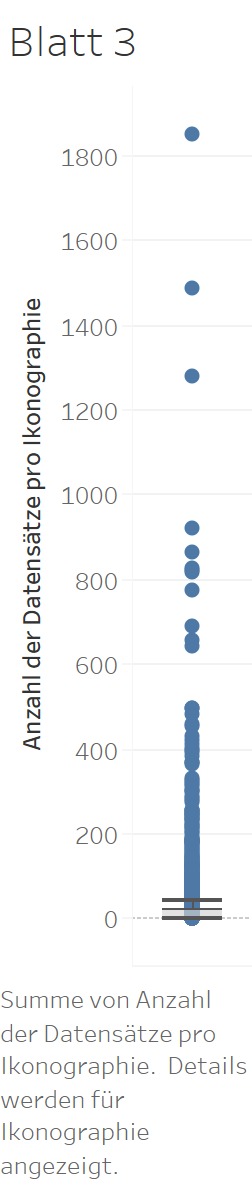 Blatt 3
Anzahl der Datensätze pro Ikonographie
1800
1600
1400
1200
1000
800
600
400
200
0
Summe von Anzahl
der Datensätze pro
Ikonographie. Details
werden für
Ikonographie
angezeigt.